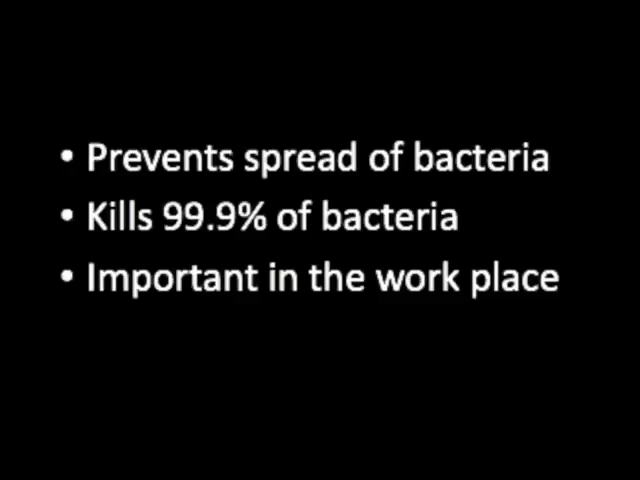 • Prevents spread of bacteria
• Kills 99.9% of bacteria
• Important in the work place